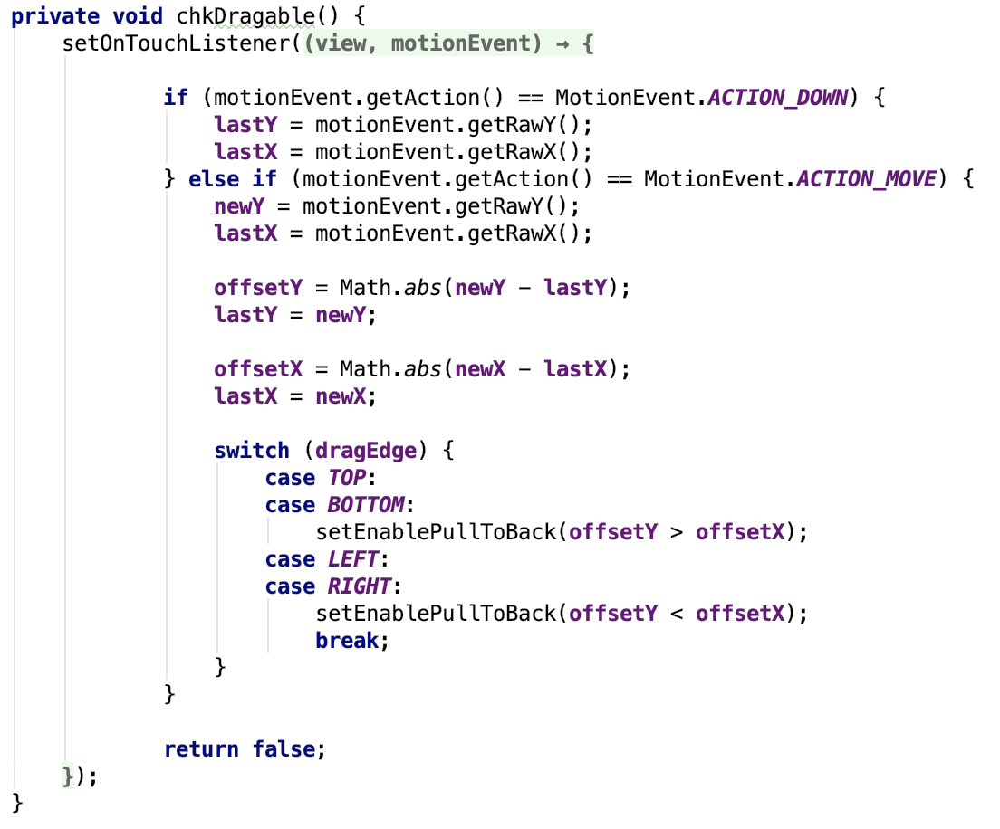 private void chkDragable() {
    setOnTouchListener((view, motionEvent) → {

            if (motionEvent.getAction() == MotionEvent.ACTION_DOWN) {
                lastY = motionEvent.getRawY();
                lastX = motionEvent.getRawX();
            } else if (motionEvent.getAction() == MotionEvent.ACTION_MOVE) {
                newY = motionEvent.getRawY();
                lastX = motionEvent.getRawX();

                offsetY = Math.abs(newY - lastY);
                lastY = newY;

                offsetX = Math.abs(newX - lastX);
                lastX = newX;

                switch (dragEdge) {
                    case TOP:
                    case BOTTOM:
                        setEnablePullToBack(offsetY > offsetX);
                    case LEFT:
                    case RIGHT:
                        setEnablePullToBack(offsetY < offsetX);
                        break;
                }
            }

            return false;
    });
}